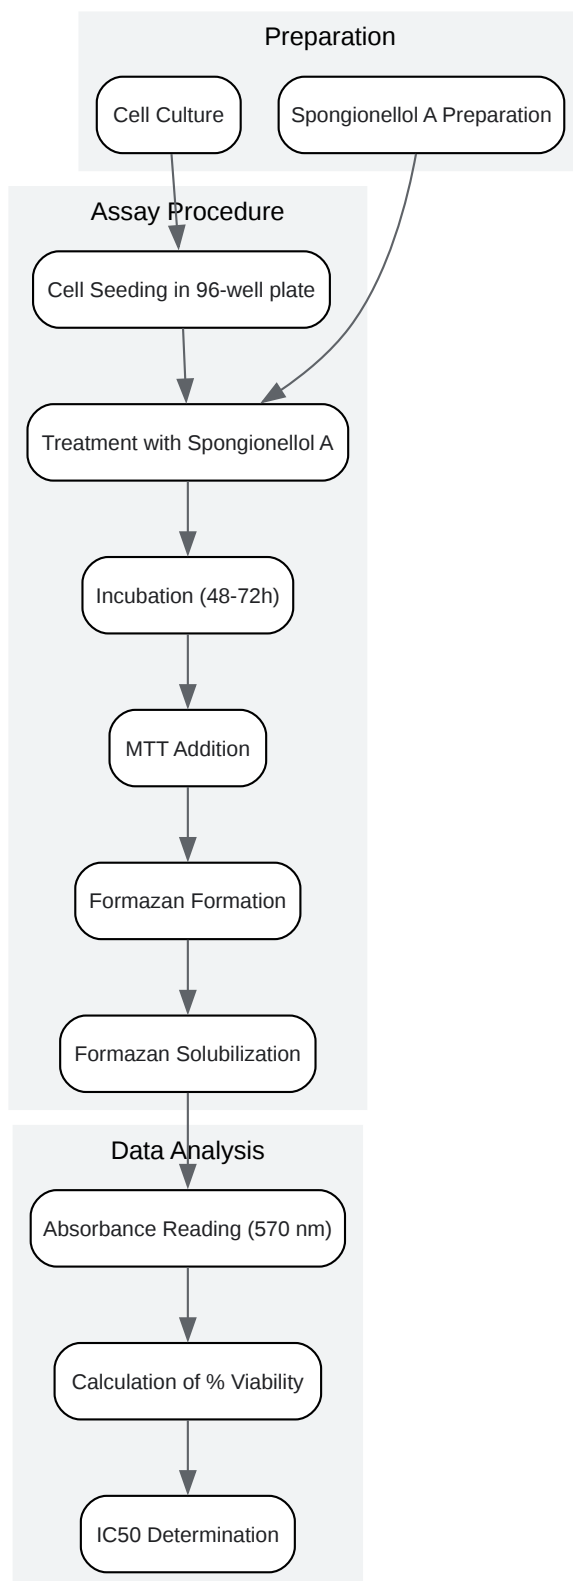 Preparation
Cell Culture
Spongionellol A Preparation
Assay Procedure
Cell Seeding in 96-well plate
Treatment with Spongionellol A
Incubation (48-72h)
MTT Addition
Formazan Formation
Formazan Solubilization
Data Analysis
Absorbance Reading (570 nm)
Calculation of % Viability
IC50 Determination